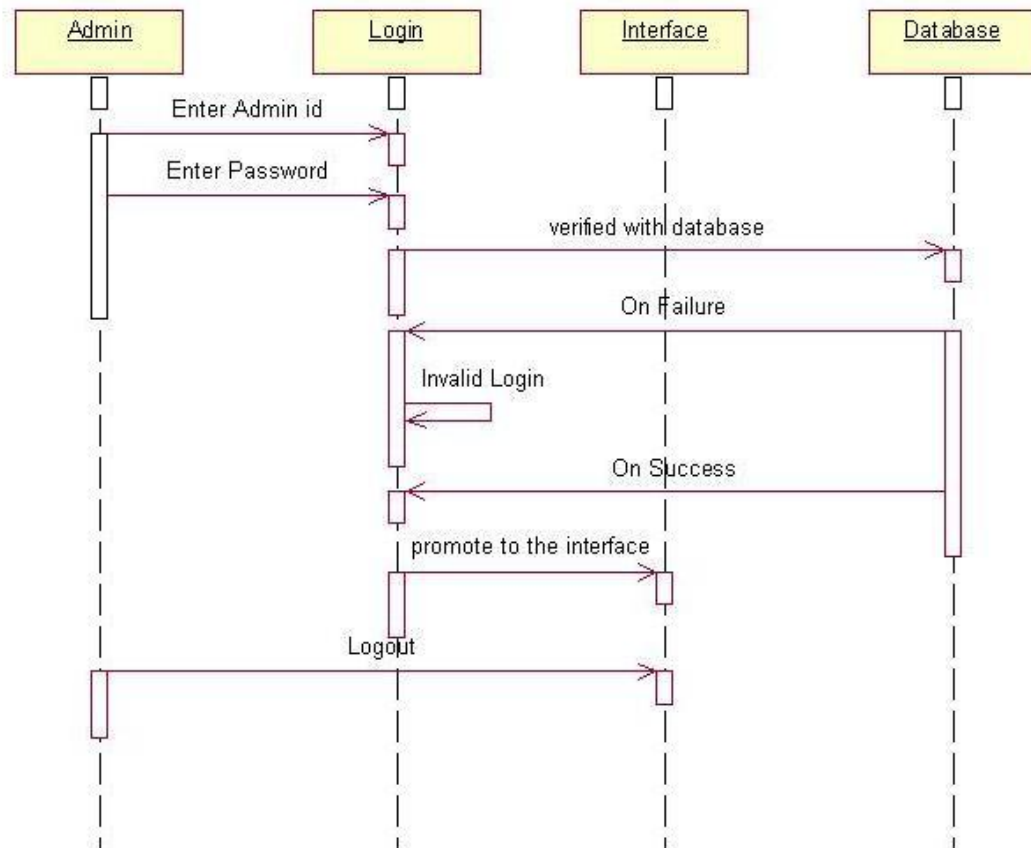 Admin
Login
Interface
Database
Enter Admin id
Enter Password
verified with database
On Failure
Invalid Login
On Success
promote to the interface
Logout